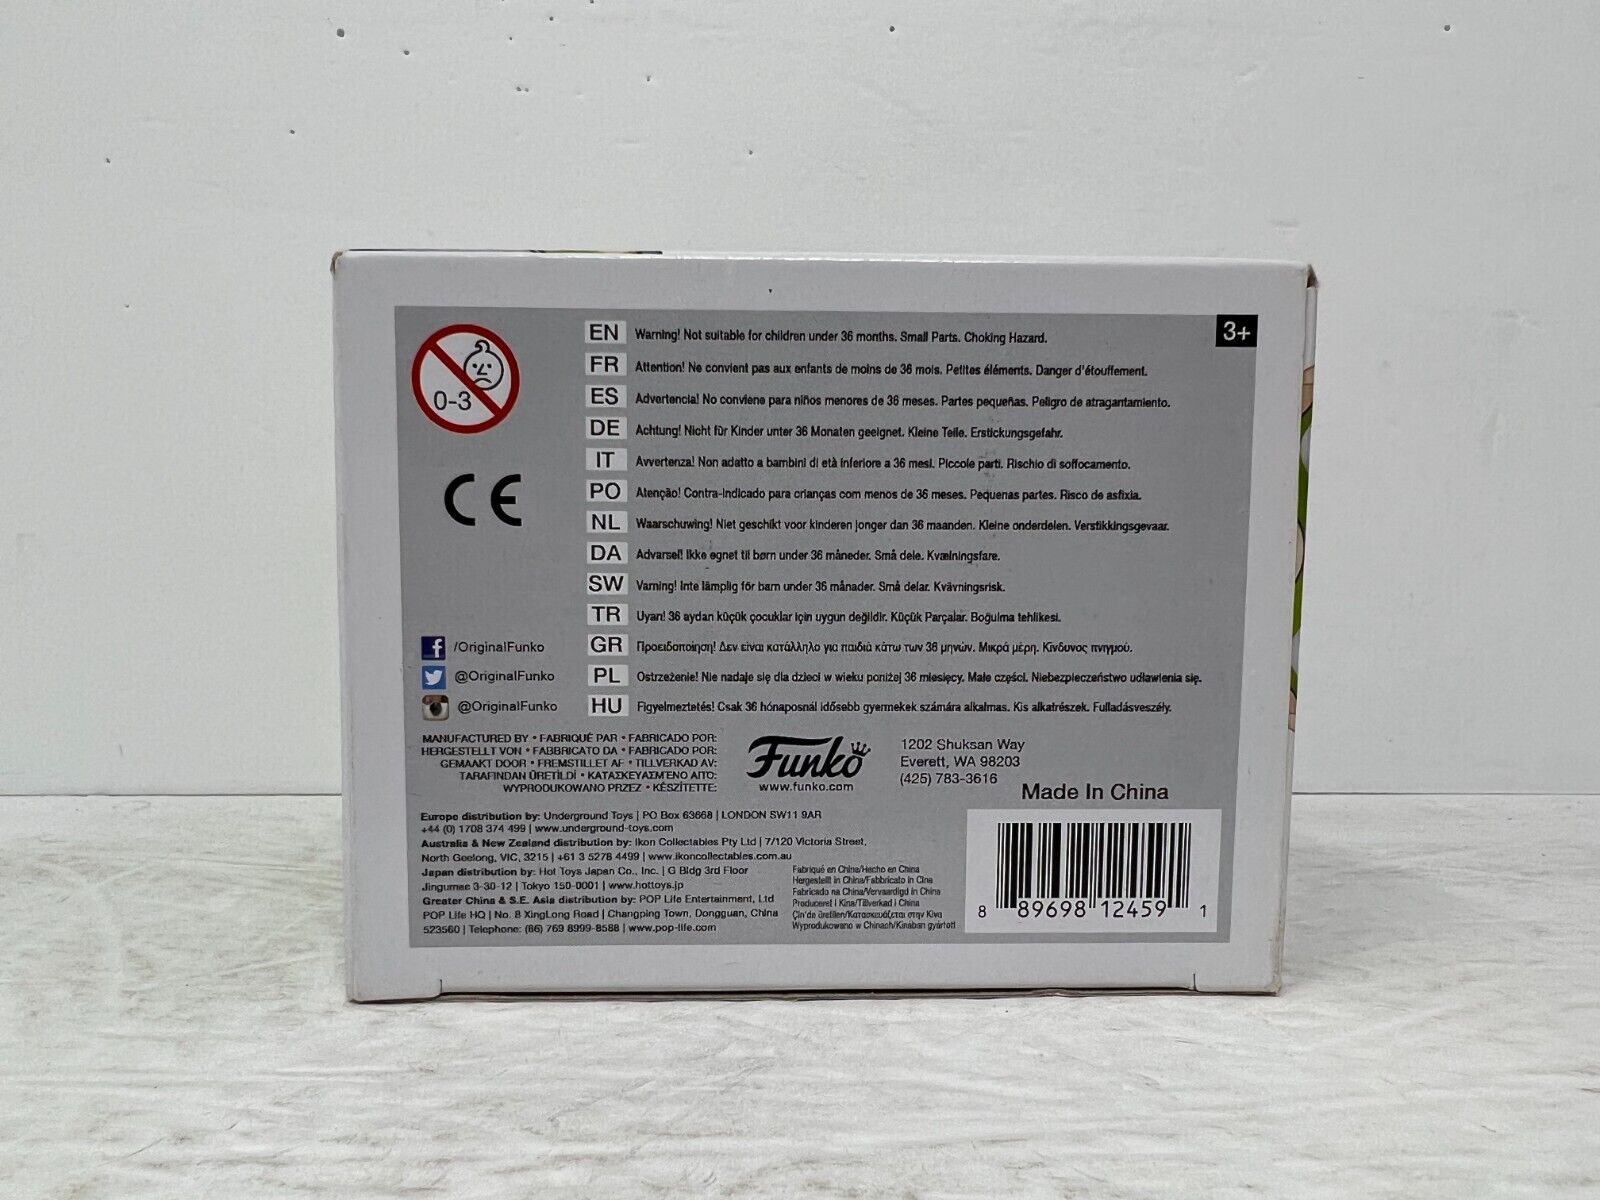 3+
0-3
EN Warning! Not suitable for children under 36 months. Small Parts. Choking Hazard.
FR Attention! Ne convient pas aux enfants de moins de 36 mois. Petites éléments. Danger d'étouffement.
ES Advertencia! No conviene para niños menores de 36 meses. Partes pequeñas. Peligro de atragantamiento.
DE Achtung! Nicht für Kinder unter 36 Monaten geeignet. Kleine Teile. Erstickungsgefahr.
IT Avvertenza! Non adatto a bambini di età inferiore a 36 mesi. Piccole parti. Rischio di soffocamento.
PO Atenção! Contra-indicado para crianças com menos de 36 meses. Pequenas partes. Risco de asfixia.
NL Waarschuwing! Niet geschikt voor kinderen jonger dan 36 maanden. Kleine onderdelen. Verstikkingsgevaar.
DA Advarsel! Ikke egnet til børn under 36 måneder. Små dele. Kvælningsfare.
SW Varning! Inte lämplig för barn under 36 månader. Små delar. Kvävningsrisk.
TR Uyarı! 36 aydan küçük çocuklar için uygun değildir. Küçük Parçalar. Boğulma tehlikesi.
GR Προειδοποίηση! Δεν είναι κατάλληλο για παιδιά κάτω των 36 μηνών. Μικρά μέρη. Κίνδυνος πνιγμού.
PL Ostrzeżenie! Nie nadaje się dla dzieci w wieku poniżej 36 miesięcy. Małe części. Niebezpieczeństwo udławienia się.
HU Figyelmeztetés! Csak 36 hónaposnál idősebb gyermekek számára alkalmas. Kis alkatrészek. Fulladásveszély.
CE
/OriginalFunko
@OriginalFunko
@OriginalFunko
MANUFACTURED BY • FABRIQUÉ PAR • FABRICADO POR:
HERGESTELLT VON • FABBRICATO DA • FABRICADO POR:
GEMAAKT DOOR • FREMSTILLET AF • TILLVERKAD AV:
TARAFINDAN ÜRETİLDİ • ΚΑΤΑΣΚΕΥΑΣΜΈΝΟ ΑΠΌ:
WYPRODUKOWANO PRZEZ • KÉSZÍTETTE:
Funko
www.funko.com
1202 Shuksan Way
Everett, WA 98203
(425) 783-3616
Made In China
Europe distribution by: Underground Toys | PO Box 63668 | LONDON SW11 9AR
+44 (0) 1708 374 499 | www.underground-toys.com
Australia & New Zealand distribution by: Ikon Collectables Pty Ltd | 7/120 Victoria Street,
North Geelong, VIC, 3215 | +61 3 5278 4499 | www.ikoncollectables.com.au
Japan distribution by: Hot Toys Japan Co., Inc. | G Bldg 3rd Floor
Jingumae 3-30-12 | Tokyo 150-0001 | www.hottoys.jp
Greater China & S.E. Asia distribution by: POP Life Entertainment, Ltd
POP Life HQ | No. 8 XingLong Road | Changping Town, Dongguan, China
523560 | Telephone: (86) 769 8999-8588 | www.pop-life.com
Fabriqué en China/Hecho en China
Hergestellt in China/Fabbricato in Cina
Fabricado na China/Vervaardigd in China
Produceret i Kina/Tillverkad i China
Çin'de üretilen/Κατασκευάζεται στην Κίνα
Wyprodukowano w Chinach/Kínában gyártott
8 89698 12459 1